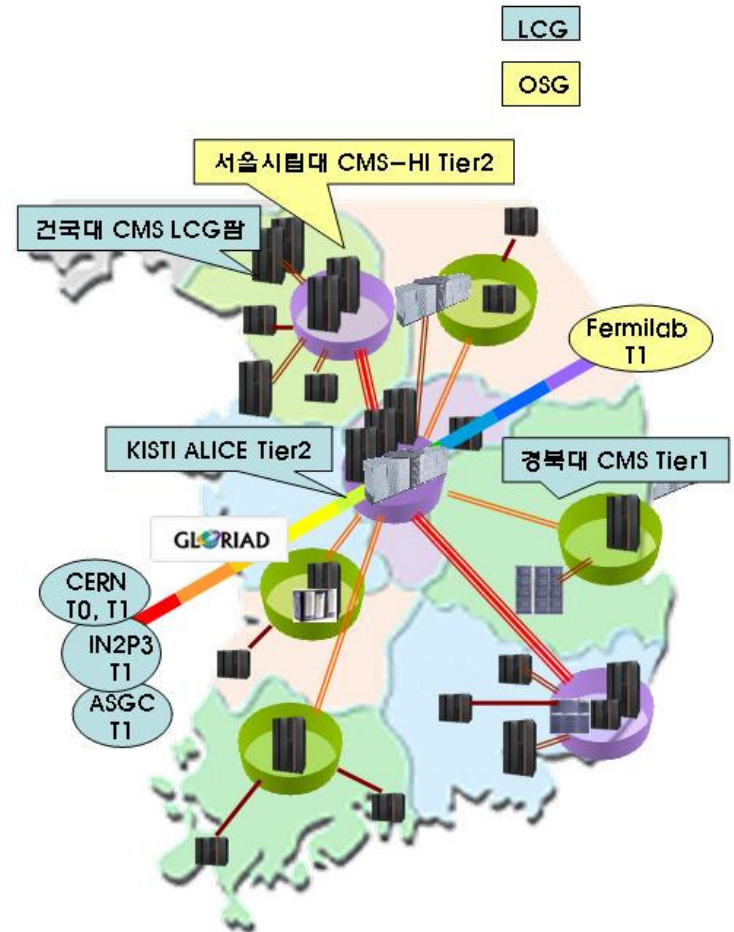 LCG
OSG
서울시립대 CMS-HI Tier2
건국대 CMS LCG팜
Fermilab
T1
KISTI ALICE Tier2
경북대 CMS Tier1
GLORIAD
CERN
T0, T1
IN2P3
T1
ASGC
T1